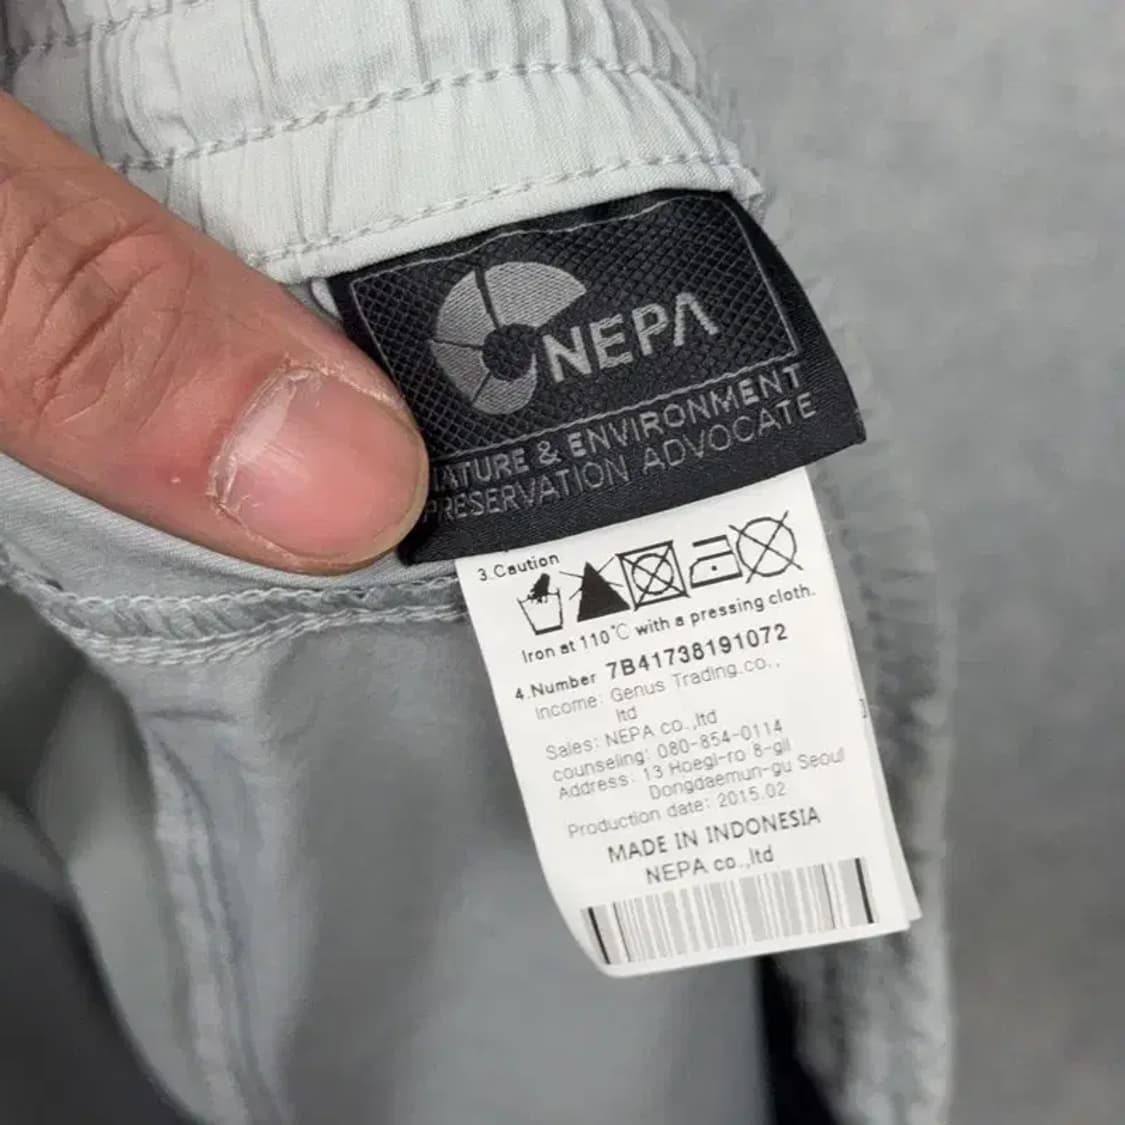 NEPA
NATURE & ENVIRONMENT
PRESERVATION ADVOCATE
3.Caution
Iron at 110℃ with a pressing cloth.
4.Number 7B41738191072
Income: Genus Trading co.,
ltd
Sales: NEPA co.,ltd
counseling: 080-854-0114
Address: 13 Hoegi-ro 8-gil
Dongdaemun-gu Seoul
Production date: 2015.02
MADE IN INDONESIA
NEPA co.,ltd